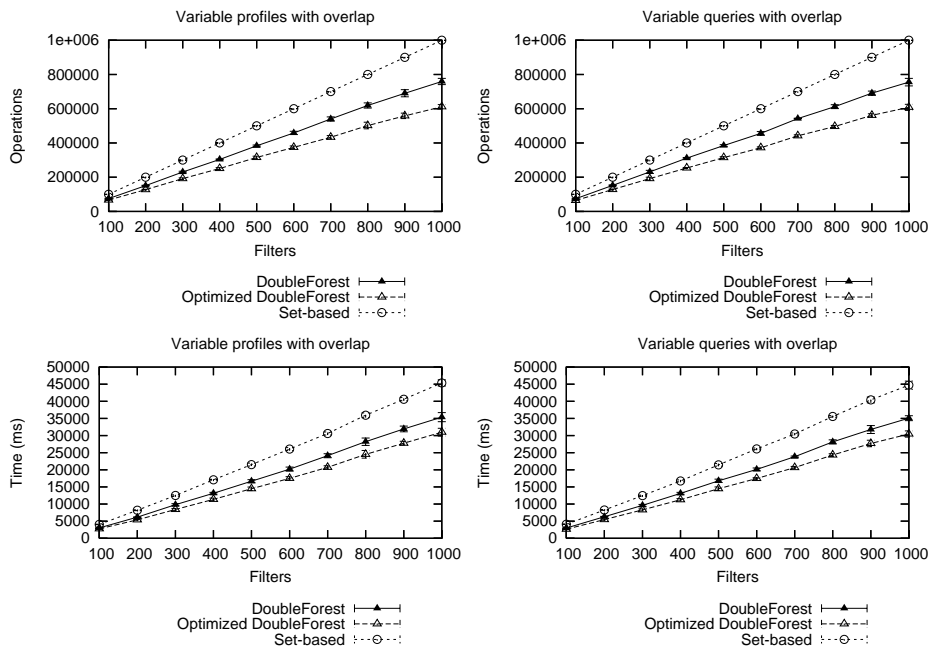 Variable profiles with overlap
Operations
1e+006
800000
600000
400000
200000
0
100 200 300 400 500 600 700 800 900 1000
Filters
DoubleForest
Optimized DoubleForest
Set-based
Variable queries with overlap
Operations
1e+006
800000
600000
400000
200000
0
100 200 300 400 500 600 700 800 900 1000
Filters
DoubleForest
Optimized DoubleForest
Set-based
Variable profiles with overlap
Time (ms)
50000
45000
40000
35000
30000
25000
20000
15000
10000
5000
0
100 200 300 400 500 600 700 800 900 1000
Filters
DoubleForest
Optimized DoubleForest
Set-based
Variable queries with overlap
Time (ms)
50000
45000
40000
35000
30000
25000
20000
15000
10000
5000
0
100 200 300 400 500 600 700 800 900 1000
Filters
DoubleForest
Optimized DoubleForest
Set-based